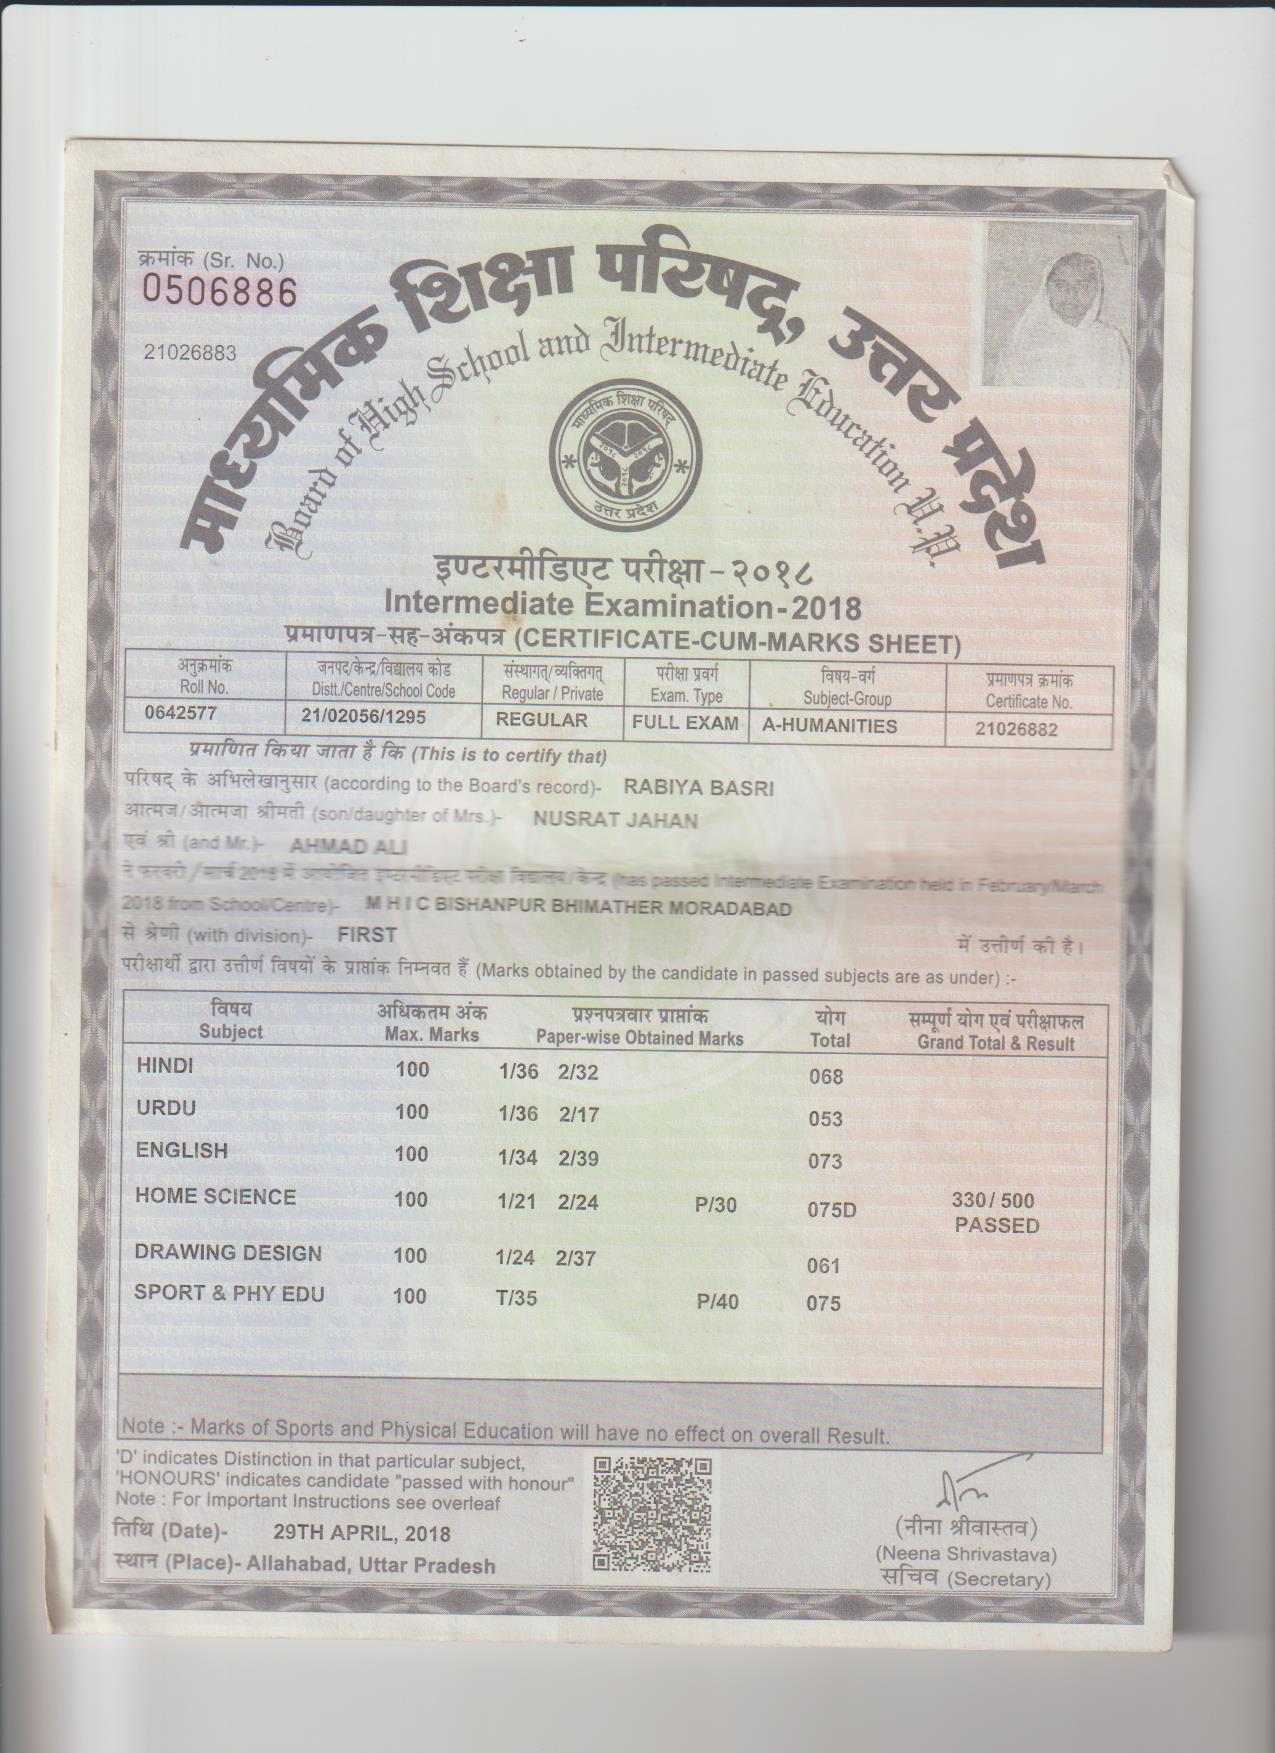 क्रमांक (Sr. No.)
0506886
21026883
माध्यमिक शिक्षा परिषद्, उत्तर प्रदेश
Board of High School and Intermediate Education U.P.
माध्यमिक शिक्षा परिषद्
२०१८ २०१८
२०१८
उत्तर प्रदेश
इण्टरमीडिएट परीक्षा - २०१८
Intermediate Examination - 2018
प्रमाणपत्र-सह-अंकपत्र (CERTIFICATE-CUM-MARKS SHEET)
अनुक्रमांक जनपद/केन्द्र/विद्यालय कोड संस्थागत/व्यक्तिगत परीक्षा प्रवर्ग विषय-वर्ग प्रमाणपत्र क्रमांक
Roll No. Distt./Centre/School Code Regular / Private Exam. Type Subject-Group Certificate No.
0642577 21/02056/1295 REGULAR FULL EXAM A-HUMANITIES 21026882
प्रमाणित किया जाता है कि (This is to certify that)
परिषद् के अभिलेखानुसार (according to the Board's record)- RABIYA BASRI
आत्मज/आत्मजा श्रीमती (son/daughter of Mrs.)- NUSRAT JAHAN
एवं श्री (and Mr.)- AHMAD ALI
ने फरवरी/मार्च 2018 में आयोजित इण्टरमीडिएट परीक्षा विद्यालय/केन्द्र (has passed Intermediate Examination held in February/March
2018 from School/Centre)- M H I C BISHANPUR BHIMATHER MORADABAD
से श्रेणी (with division)- FIRST में उत्तीर्ण की है।
परीक्षार्थी द्वारा उत्तीर्ण विषयों के प्राप्तांक निम्नवत हैं (Marks obtained by the candidate in passed subjects are as under) :-
विषय अधिकतम अंक प्रश्नपत्रवार प्राप्तांक योग सम्पूर्ण योग एवं परीक्षाफल
Subject Max. Marks Paper-wise Obtained Marks Total Grand Total & Result
HINDI 100 1/36 2/32 068
URDU 100 1/36 2/17 053
ENGLISH 100 1/34 2/39 073
HOME SCIENCE 100 1/21 2/24 P/30 075D 330/ 500
PASSED
DRAWING DESIGN 100 1/24 2/37 061
SPORT & PHY EDU 100 T/35 P/40 075
Note :- Marks of Sports and Physical Education will have no effect on overall Result.
'D' indicates Distinction in that particular subject,
'HONOURS' indicates candidate "passed with honour"
Note : For Important Instructions see overleaf
तिथि (Date)- 29TH APRIL, 2018
स्थान (Place)- Allahabad, Uttar Pradesh
(नीना श्रीवास्तव)
(Neena Shrivastava)
सचिव (Secretary)